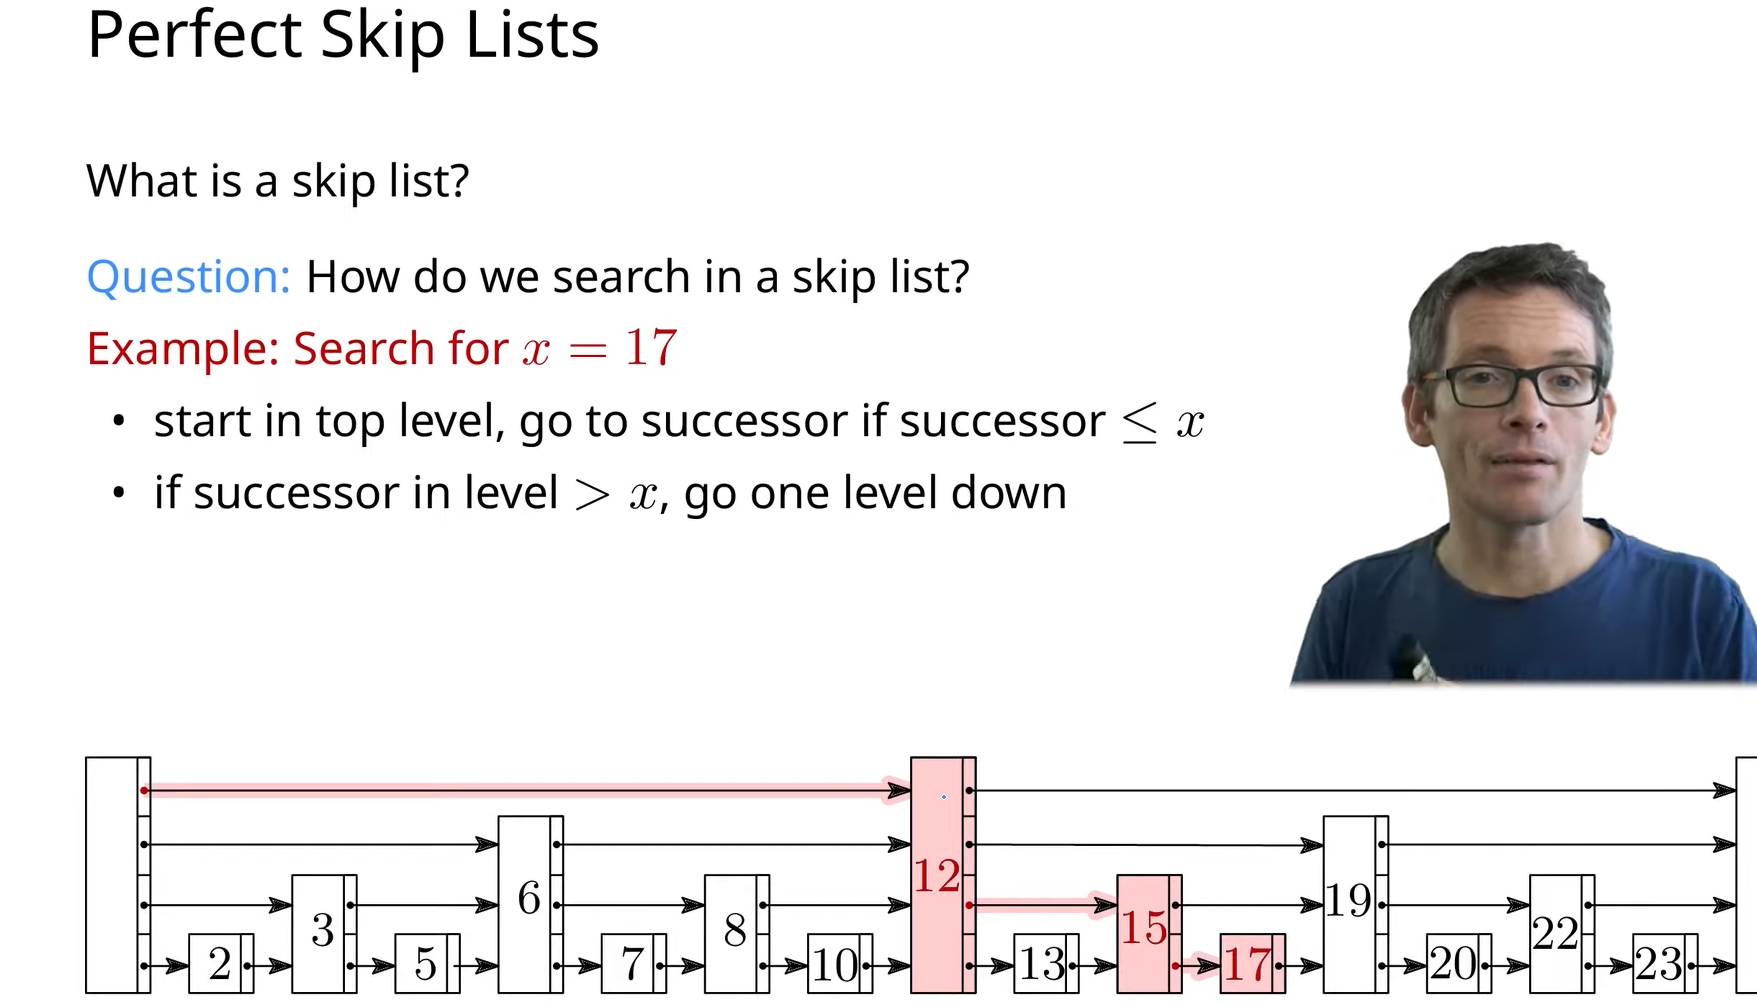 Perfect Skip Lists
What is a skip list?
Question: How do we search in a skip list?
Example: Search for x = 17
• start in top level, go to successor if successor ≤ x
• if successor in level > x, go one level down
2 3 5 6 7 8 10 12 13 15 17 19 20 22 23